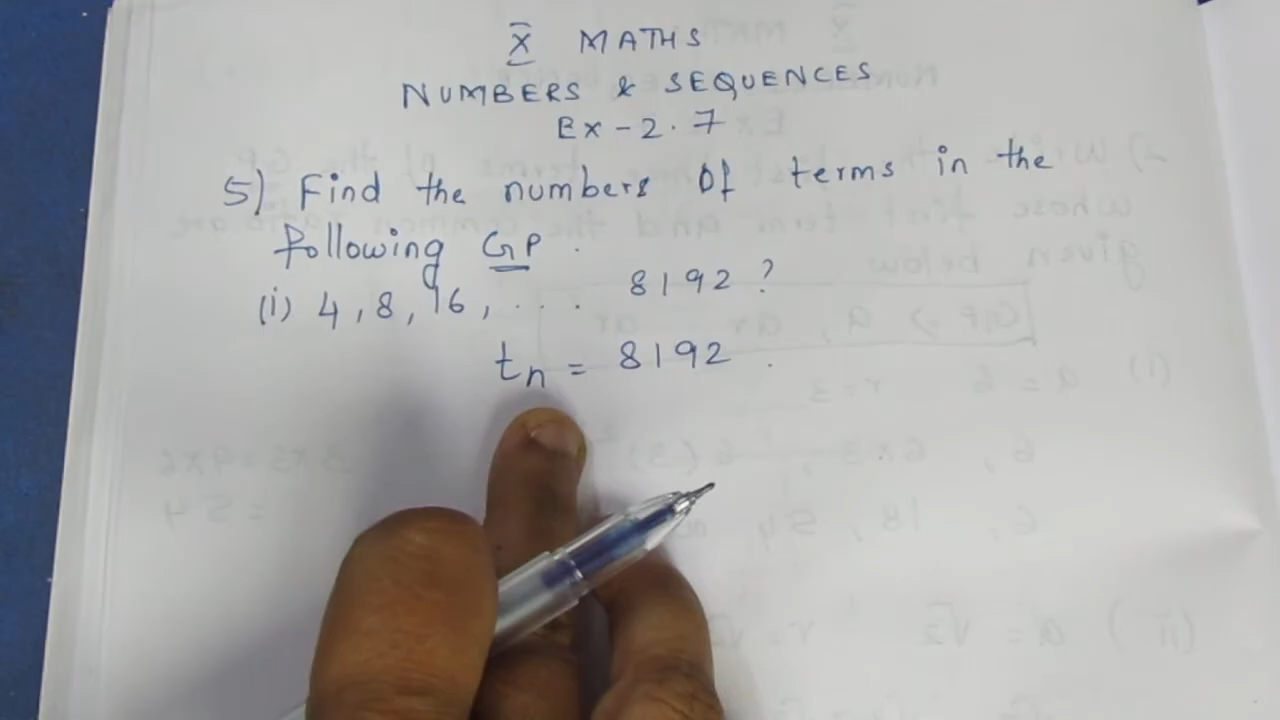 X MATHS
NUMBERS & SEQUENCES
Ex - 2.7
5) Find the numbers of terms in the
following GP.
(i) 4, 8, 16, .... 8192?
tn = 8192.